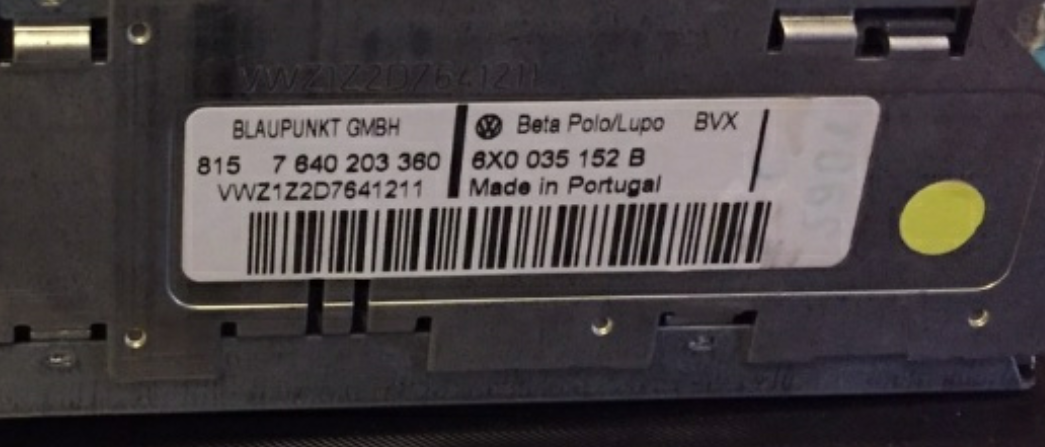 VWZ1Z2D7641211
BLAUPUNKT GMBH
815 7 640 203 360
VWZ1Z2D7641211
Beta Polo/Lupo BVX
6X0 035 152 B
Made in Portugal